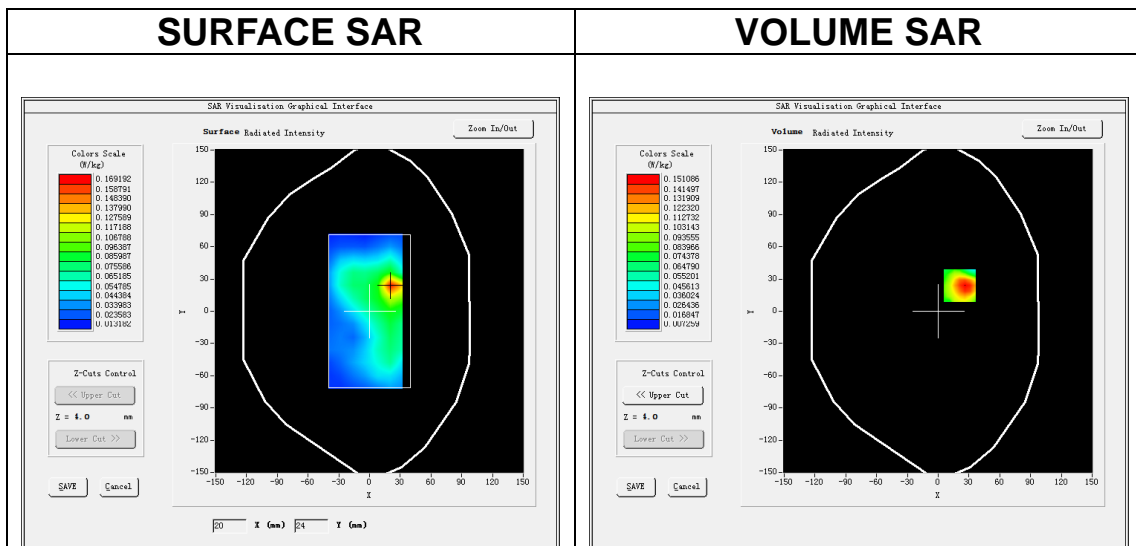 SURFACE SAR
VOLUME SAR
SAR Visualisation Graphical Interface
Surface Radiated Intensity
Zoom In/Out
Colors Scale
(W/kg)
0.169192
0.158791
0.148390
0.137990
0.127589
0.117188
0.106788
0.096387
0.085987
0.075586
0.065185
0.054785
0.044384
0.033983
0.023583
0.013182
150
120
90
60
30
0
-30
-60
-90
-120
-150
Y
-150 -120 -90 -60 -30 0 30 60 90 120 150
X
Z-Cuts Control
<< Upper Cut
Z = 4.0 mm
Lower Cut >>
SAVE Cancel
20 X (mm) 24 Y (mm)
SAR Visualisation Graphical Interface
Volume Radiated Intensity
Zoom In/Out
Colors Scale
(W/kg)
0.151086
0.141497
0.131909
0.122320
0.112732
0.103143
0.093555
0.083966
0.074378
0.064790
0.055201
0.045613
0.036024
0.026436
0.016847
0.007259
150
120
90
60
30
0
-30
-60
-90
-120
-150
Y
-150 -120 -90 -60 -30 0 30 60 90 120 150
X
Z-Cuts Control
<< Upper Cut
Z = 4.0 mm
Lower Cut >>
SAVE Cancel